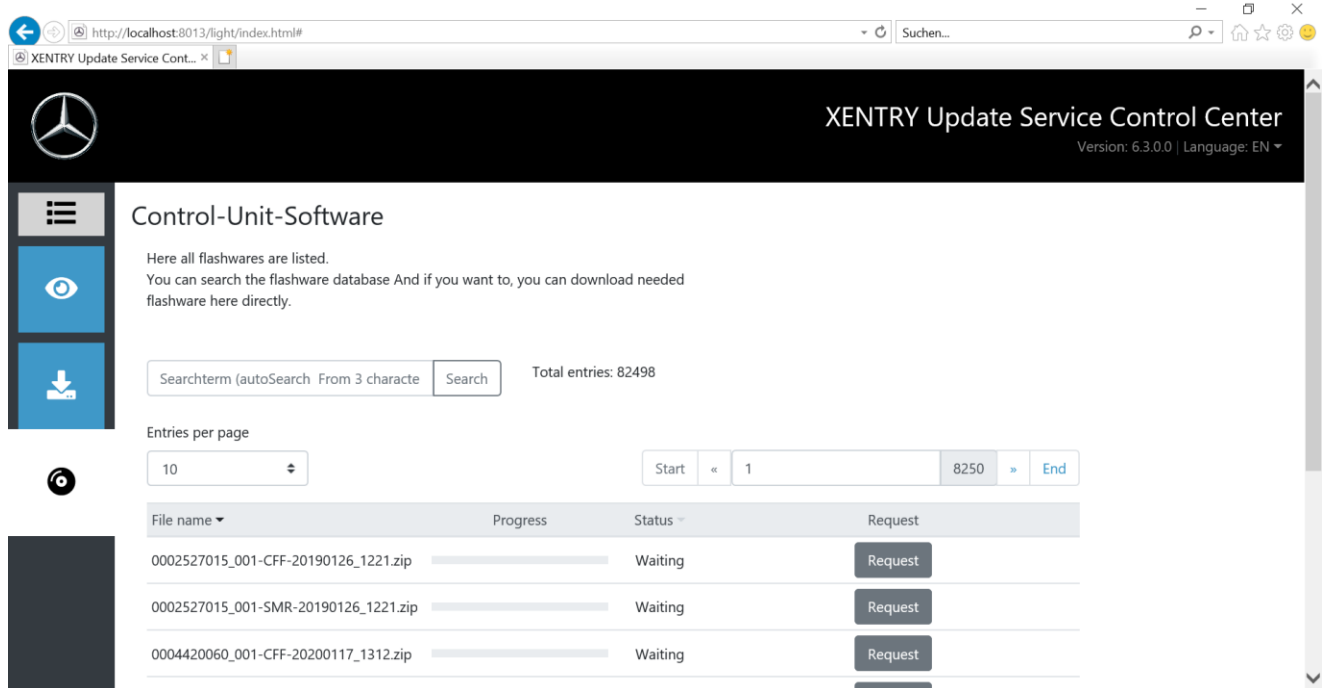 http://localhost:8013/light/index.html#
Suchen...
XENTRY Update Service Cont...
XENTRY Update Service Control Center
Version: 6.3.0.0 | Language: EN
Control-Unit-Software
Here all flashwares are listed.
You can search the flashware database And if you want to, you can download needed
flashware here directly.
Searchterm (autoSearch From 3 characte
Search
Total entries: 82498
Entries per page
10
Start « 1 8250 » End
File name Progress Status Request
0002527015_001-CFF-20190126_1221.zip Waiting Request
0002527015_001-SMR-20190126_1221.zip Waiting Request
0004420060_001-CFF-20200117_1312.zip Waiting Request